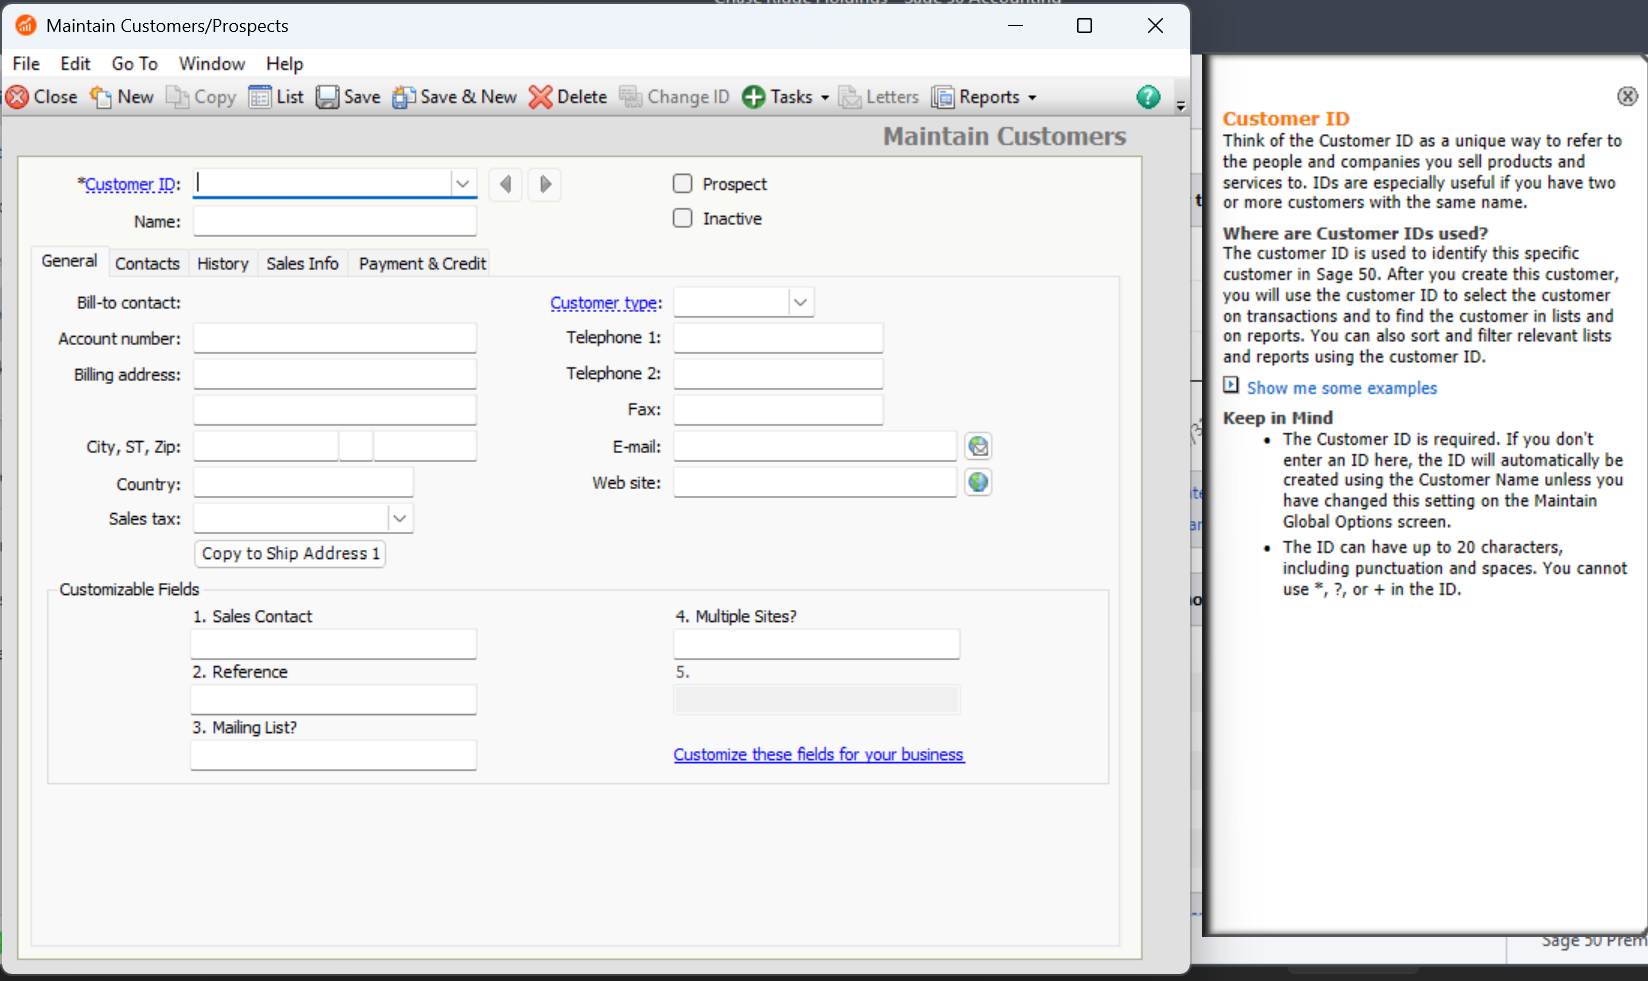 Maintain Customers/Prospects
File Edit Go To Window Help
Close New Copy List Save Save & New Delete Change ID Tasks Letters Reports
Maintain Customers
*Customer ID:
Prospect
Name:
Inactive
General Contacts History Sales Info Payment & Credit
Bill-to contact:
Customer type:
Account number:
Telephone 1:
Billing address:
Telephone 2:
Fax:
City, ST, Zip:
E-mail:
Country:
Web site:
Sales tax:
Copy to Ship Address 1
Customizable Fields
1. Sales Contact
4. Multiple Sites?
2. Reference
5.
3. Mailing List?
Customize these fields for your business
Customer ID
Think of the Customer ID as a unique way to refer to
the people and companies you sell products and
services to. IDs are especially useful if you have two
or more customers with the same name.
Where are Customer IDs used?
The customer ID is used to identify this specific
customer in Sage 50. After you create this customer,
you will use the customer ID to select the customer
on transactions and to find the customer in lists and
on reports. You can also sort and filter relevant lists
and reports using the customer ID.
Show me some examples
Keep in Mind
• The Customer ID is required. If you don't
enter an ID here, the ID will automatically be
created using the Customer Name unless you
have changed this setting on the Maintain
Global Options screen.
• The ID can have up to 20 characters,
including punctuation and spaces. You cannot
use *, ?, or + in the ID.
Sage 50 Prem